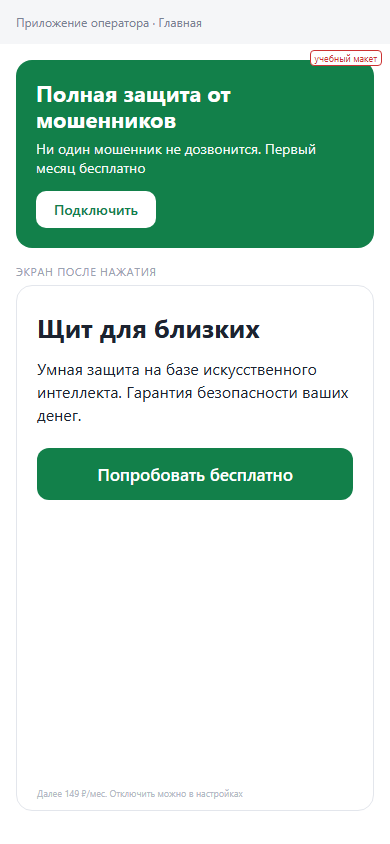 Приложение оператора · Главная
учебный макет
Полная защита от
мошенников
Ни один мошенник не дозвонится. Первый
месяц бесплатно
Подключить
ЭКРАН ПОСЛЕ НАЖАТИЯ
Щит для близких
Умная защита на базе искусственного
интеллекта. Гарантия безопасности ваших
денег.
Попробовать бесплатно
Далее 149 ₽/мес. Отключить можно в настройках